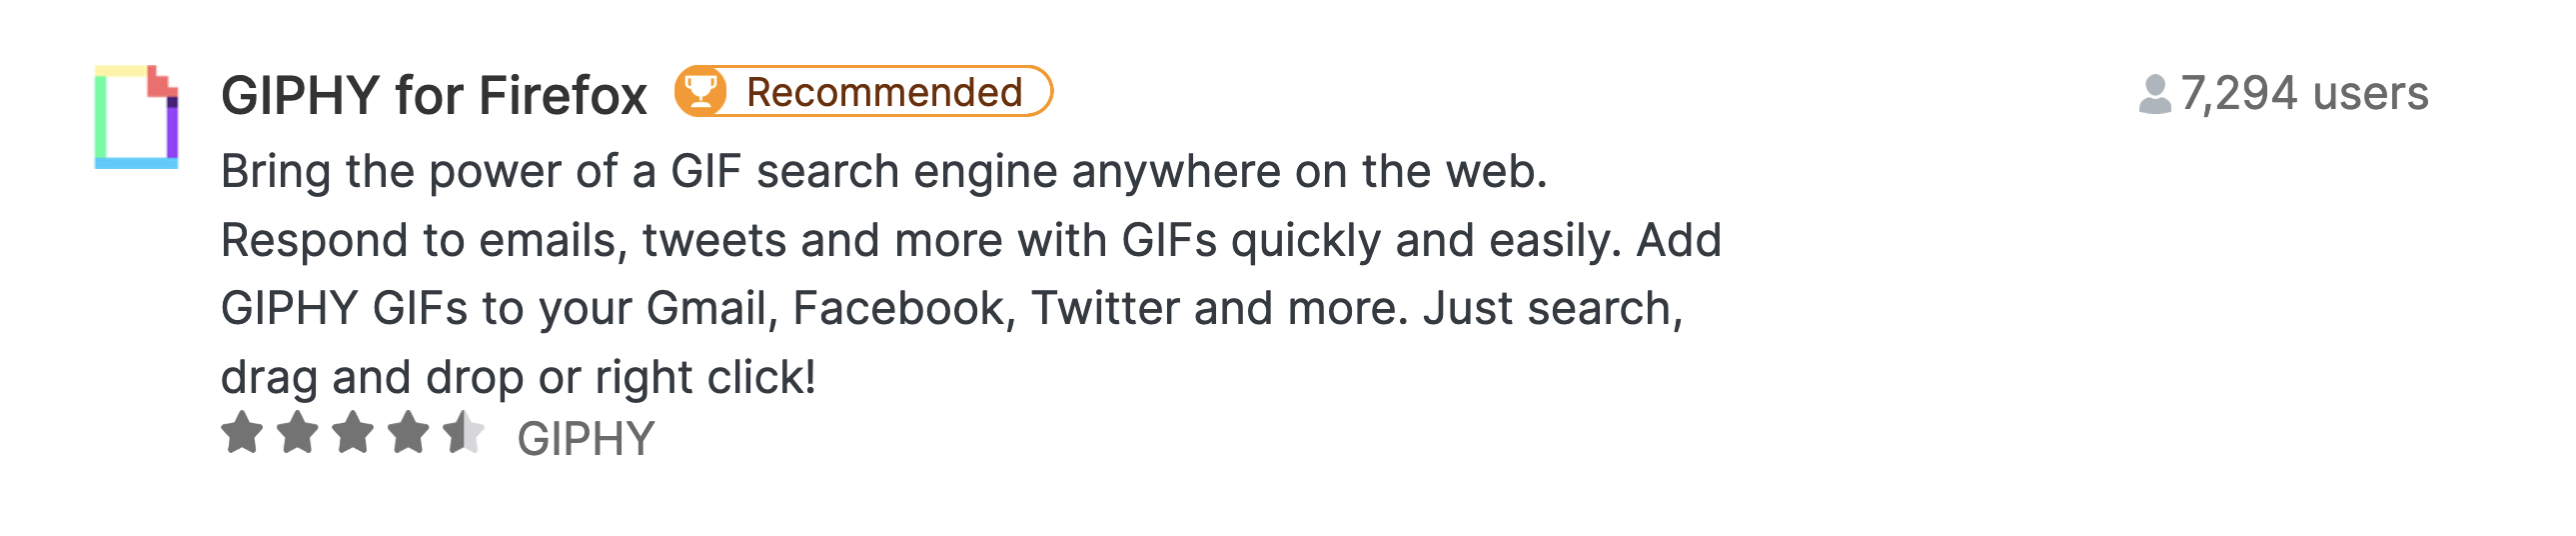 GIPHY for Firefox Recommended 7,294 users
Bring the power of a GIF search engine anywhere on the web.
Respond to emails, tweets and more with GIFs quickly and easily. Add
GIPHY GIFs to your Gmail, Facebook, Twitter and more. Just search,
drag and drop or right click!
GIPHY